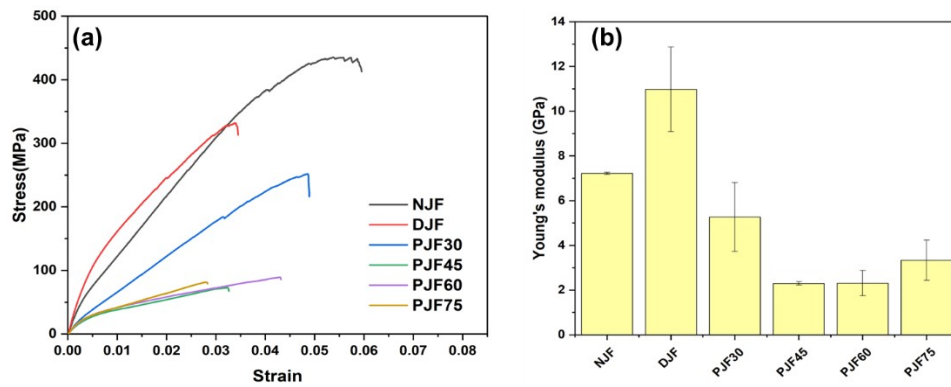 (a)
500
400
300
200
100
0
Stress(MPa)
NJF
DJF
PJF30
PJF45
PJF60
PJF75
0.00 0.01 0.02 0.03 0.04 0.05 0.06 0.07 0.08
Strain
(b)
14
12
10
8
6
4
2
0
Young's modulus (GPa)
NJF DJF PJF30 PJF45 PJF60 PJF75